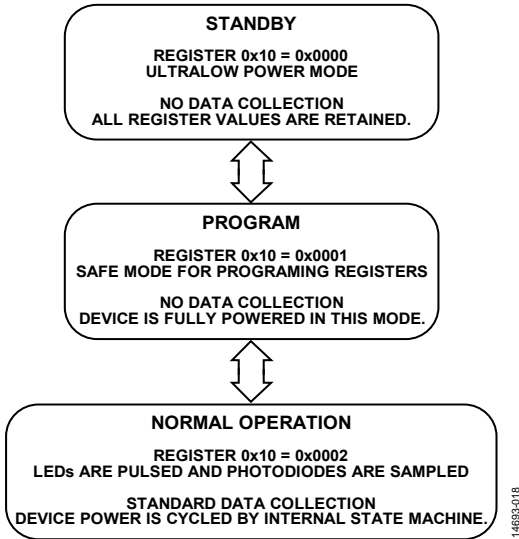 STANDBY
REGISTER 0x10 = 0x0000
ULTRALOW POWER MODE
NO DATA COLLECTION
ALL REGISTER VALUES ARE RETAINED.
PROGRAM
REGISTER 0x10 = 0x0001
SAFE MODE FOR PROGRAMING REGISTERS
NO DATA COLLECTION
DEVICE IS FULLY POWERED IN THIS MODE.
NORMAL OPERATION
REGISTER 0x10 = 0x0002
LEDs ARE PULSED AND PHOTODIODES ARE SAMPLED
STANDARD DATA COLLECTION
DEVICE POWER IS CYCLED BY INTERNAL STATE MACHINE.
14693-018